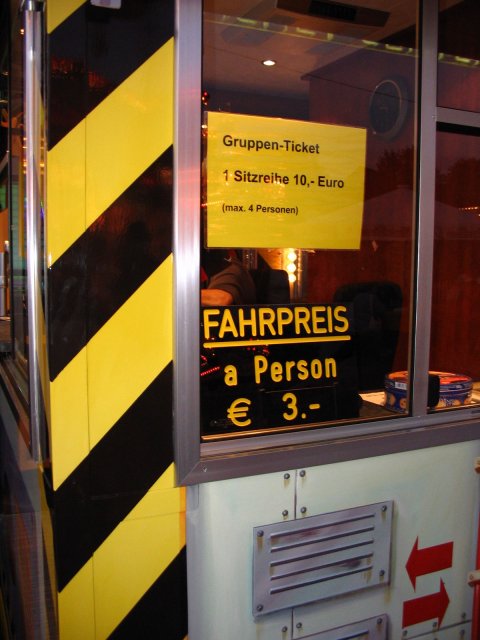 Gruppen-Ticket
1 Sitzreihe 10,- Euro
(max. 4 Personen)
FAHRPREIS
a Person
€ 3.-